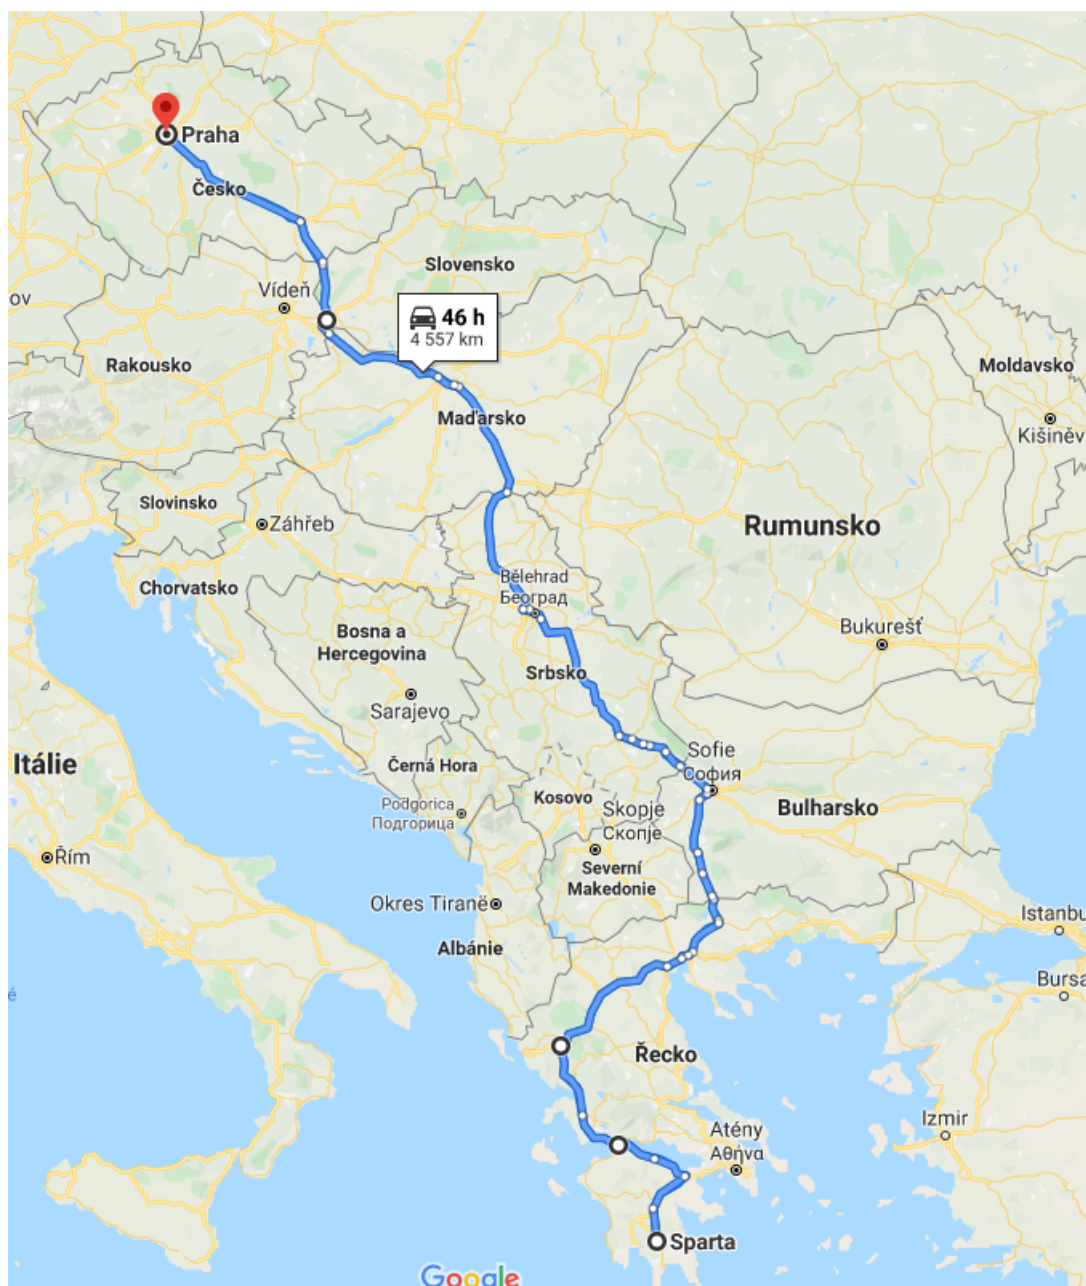 Praha
Česko
Slovensko
ov
Vídeň
46 h
4 557 km
Rakousko
Moldavsko
Kišiněv
Maďarsko
Slovinsko
Záhřeb
Rumunsko
Chorvatsko
Bělehrad
Београд
Bosna a
Hercegovina
Bukurešť
Srbsko
Sarajevo
Sofie
София
Itálie
Černá Hora
Kosovo
Podgorica
Подгорица
Skopje
Скопје
Bulharsko
Řím
Severní
Makedonie
Okres Tiranë
Istanbu
Albánie
Bursa
é
Řecko
Izmir
Atény
Αθήνα
Sparta
Google